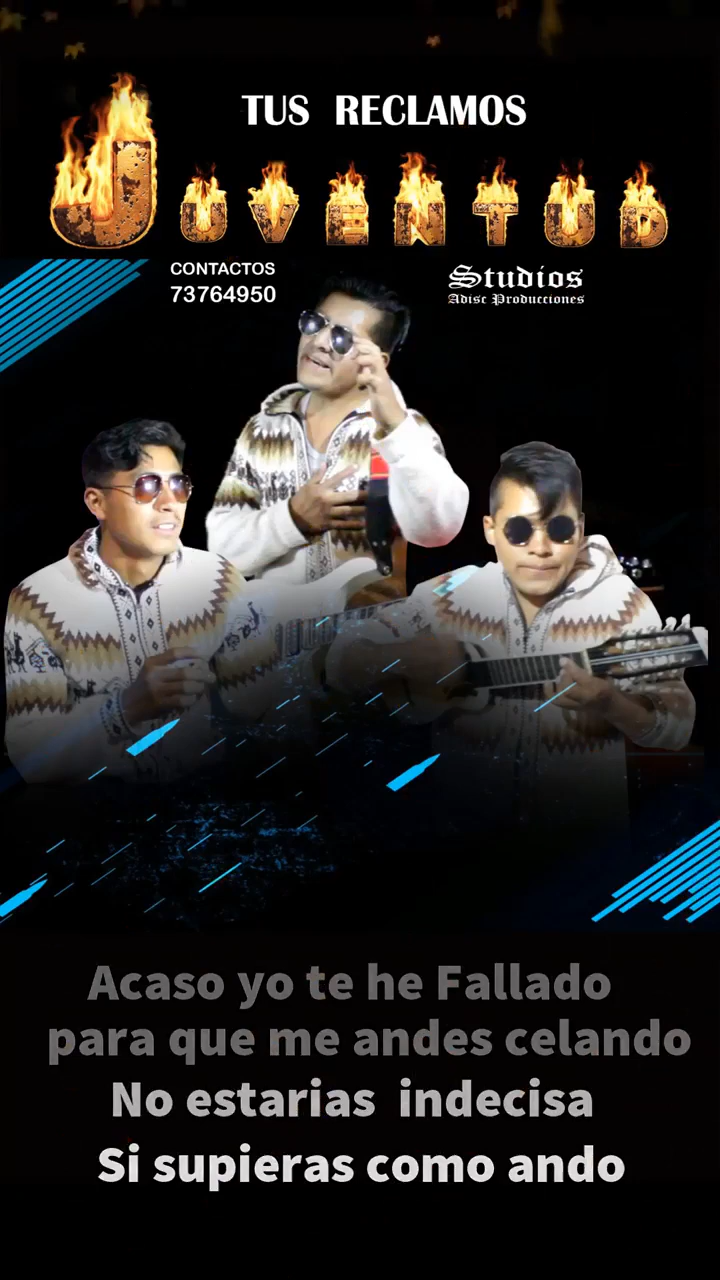 TUS RECLAMOS
JOVENTUD
CONTACTOS
73764950
Studios
Adisc Producciones
Acaso yo te he Fallado
para que me andes celando
No estarias indecisa
Si supieras como ando